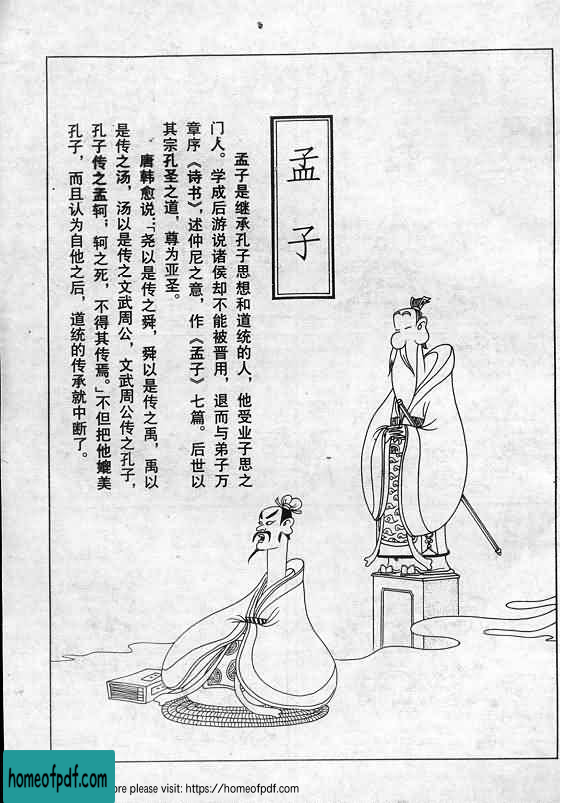 孟子
孟子是继承孔子思想和道统的人，他受业子思之
门人。学成后游说诸侯却不能被晋用，退而与弟子万
章序《诗书》，述仲尼之意，作《孟子》七篇。后世以
其宗孔圣之道，尊为亚圣。
唐韩愈说：「尧以是传之舜，舜以是传之禹，禹以
是传之汤，汤以是传之文武周公，文武周公传之孔子，
孔子传之孟轲；轲之死，不得其传焉。」不但把他媲美
孔子，而且认为自他之后，道统的传承就中断了。
homeofpdf.com
ore please visit: https://homeofpdf.com